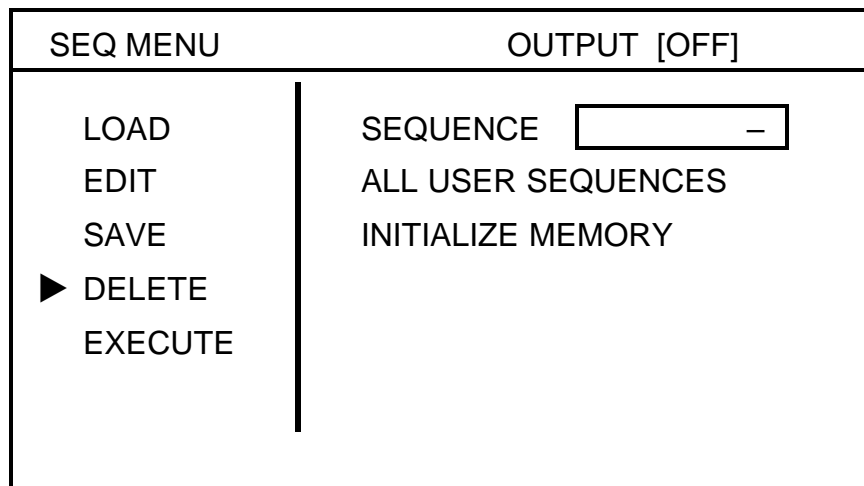 SEQ MENU OUTPUT [OFF]
LOAD SEQUENCE –
EDIT ALL USER SEQUENCES
SAVE INITIALIZE MEMORY
▶ DELETE
EXECUTE